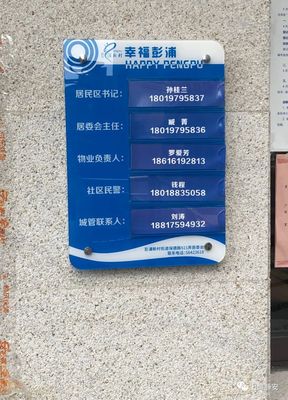 幸福彭浦
HAPPY PENGPU
居民区书记：
孙桂兰
18019795837
居委会主任：
臧菁
18019795836
物业负责人：
罗爱芳
18616192813
社区民警：
钱程
18018835058
城管联系人：
刘涛
18817594932